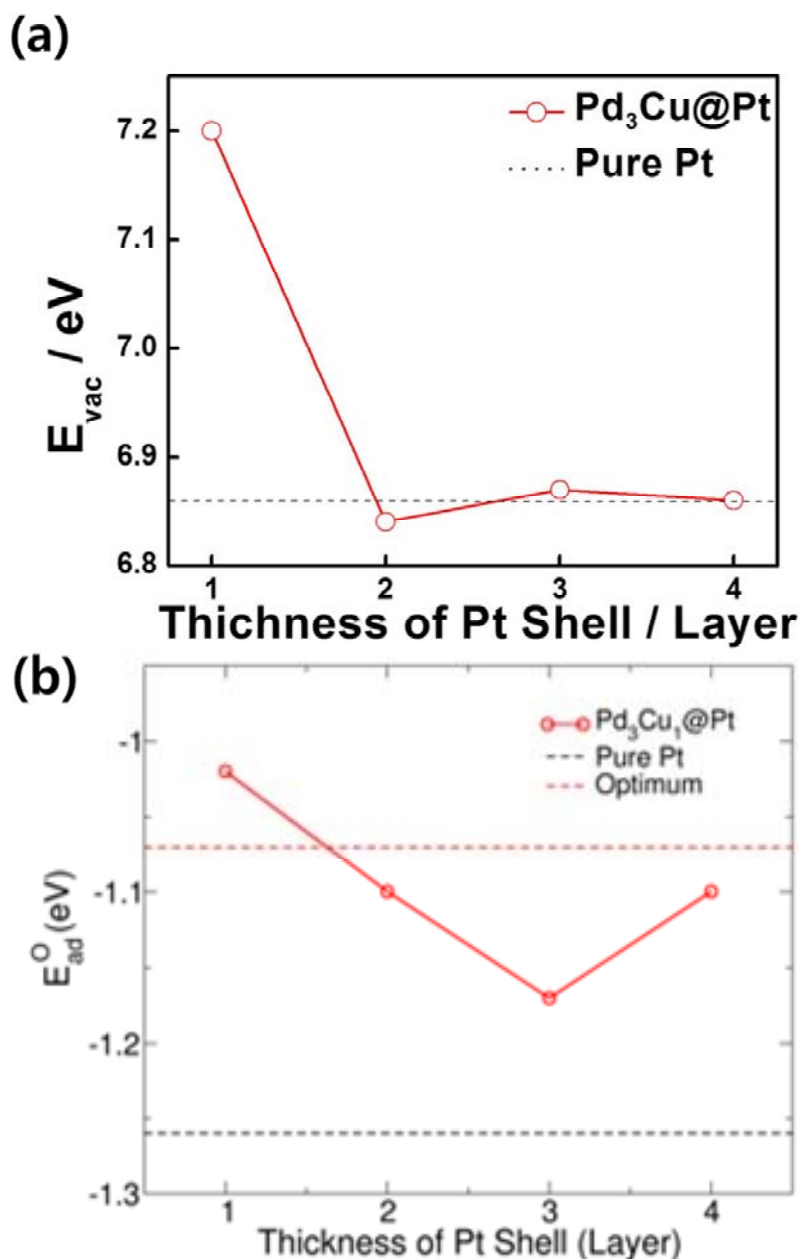 (a)
Pd₃Cu@Pt
Pure Pt
7.2
7.1
7.0
6.9
6.8
E_vac / eV
1 2 3 4
Thichness of Pt Shell / Layer
(b)
Pd₃Cu₁@Pt
Pure Pt
Optimum
-1
-1.1
-1.2
-1.3
E_ad^O (eV)
1 2 3 4
Thickness of Pt Shell (Layer)